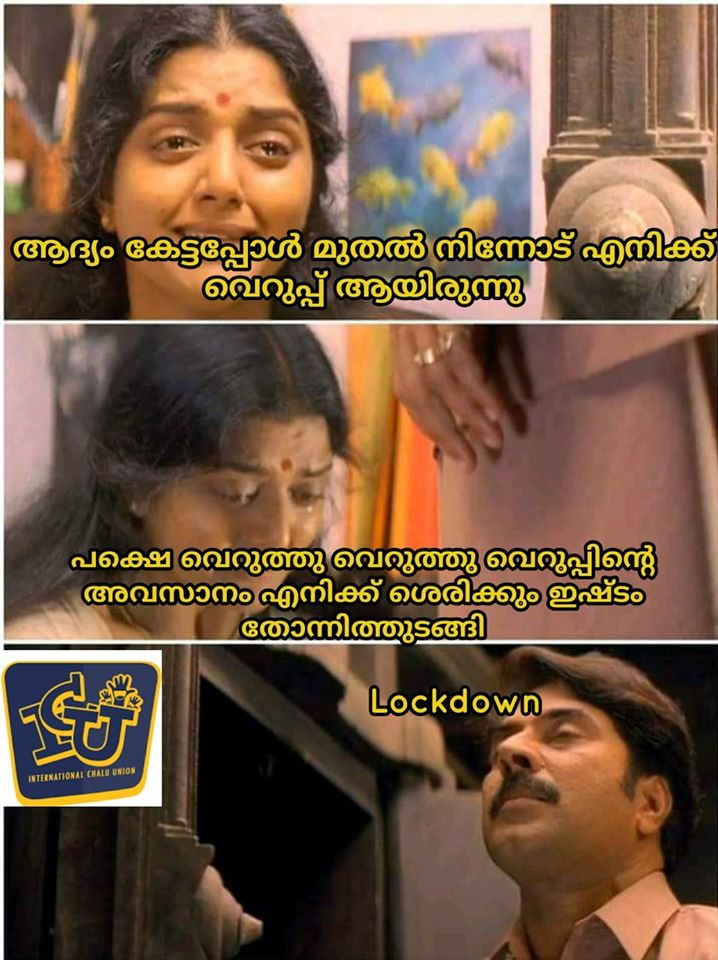 ആദ്യം കേട്ടപ്പോൾ മുതൽ നിന്നോട് എനിക്ക്
വെറുപ്പ് ആയിരുന്നു
പക്ഷെ വെറുത്തു വെറുത്തു വെറുപ്പിന്റെ
അവസാനം എനിക്ക് ശെരിക്കും ഇഷ്ടം
തോന്നിത്തുടങ്ങി
Lockdown
ICU
INTERNATIONAL CHALU UNION